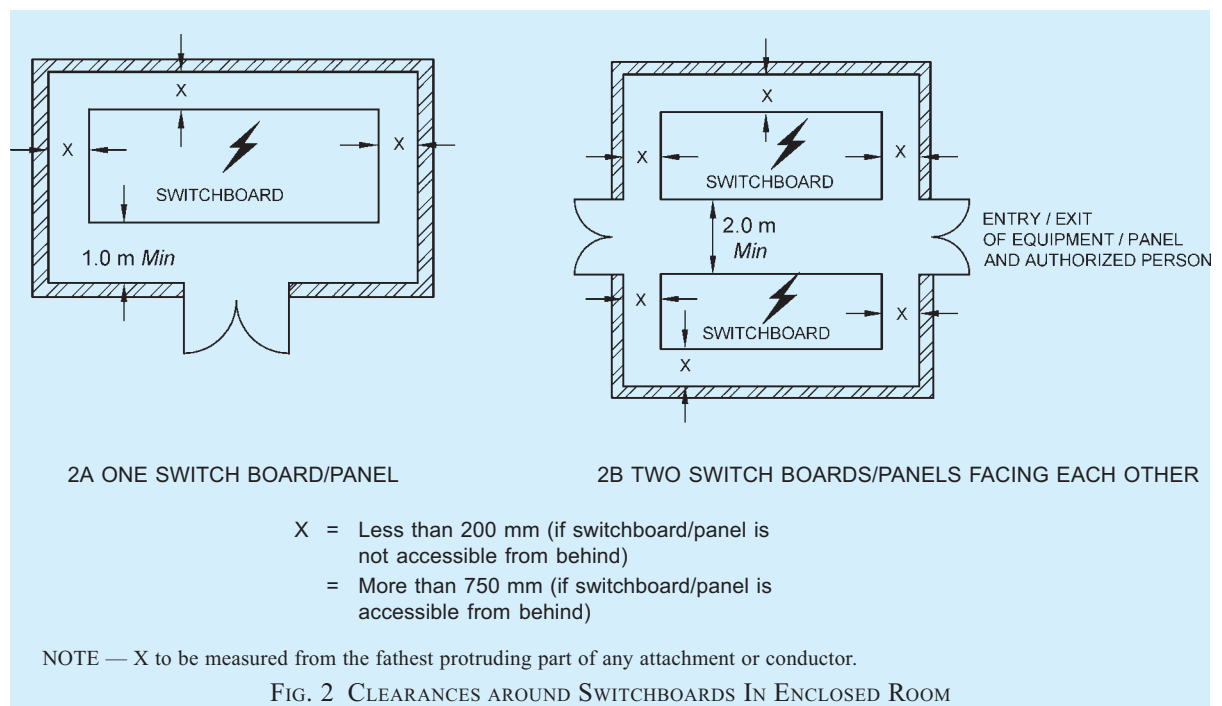 X
X
X
SWITCHBOARD
1.0 m Min
2A ONE SWITCH BOARD/PANEL
X
X
X
SWITCHBOARD
2.0 m
Min
ENTRY / EXIT
OF EQUIPMENT / PANEL
AND AUTHORIZED PERSON
X
X
SWITCHBOARD
X
2B TWO SWITCH BOARDS/PANELS FACING EACH OTHER
X = Less than 200 mm (if switchboard/panel is
not accessible from behind)
= More than 750 mm (if switchboard/panel is
accessible from behind)
NOTE — X to be measured from the fathest protruding part of any attachment or conductor.
FIG. 2 CLEARANCES AROUND SWITCHBOARDS IN ENCLOSED ROOM